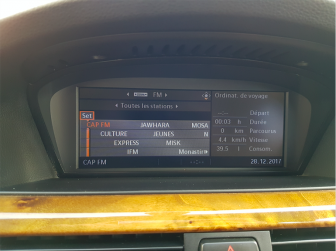 FM
Toutes les stations
Ordinat. de voyage
Départ
Set
00:03 h Durée
CAP FM JAWHARA MOSA
0 km Parcourus
CULTURE JEUNES N
4.4 km/h Vitesse
EXPRESS MISK
39.5 l Consom.
IFM Monastir
CAP FM
28.12.2017